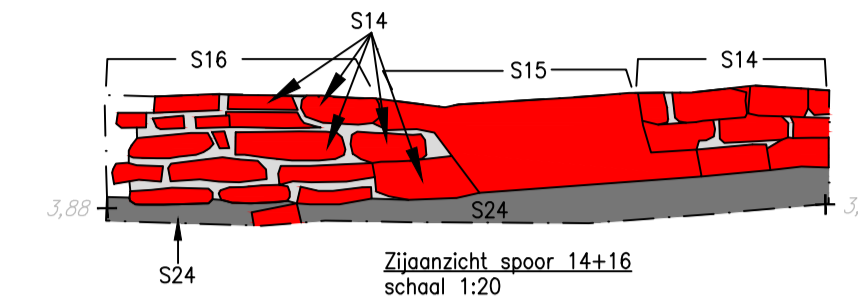 S14
S16
S15
S14
3,88
S24
3,
S24
Zijaanzicht spoor 14+16
schaal 1:20